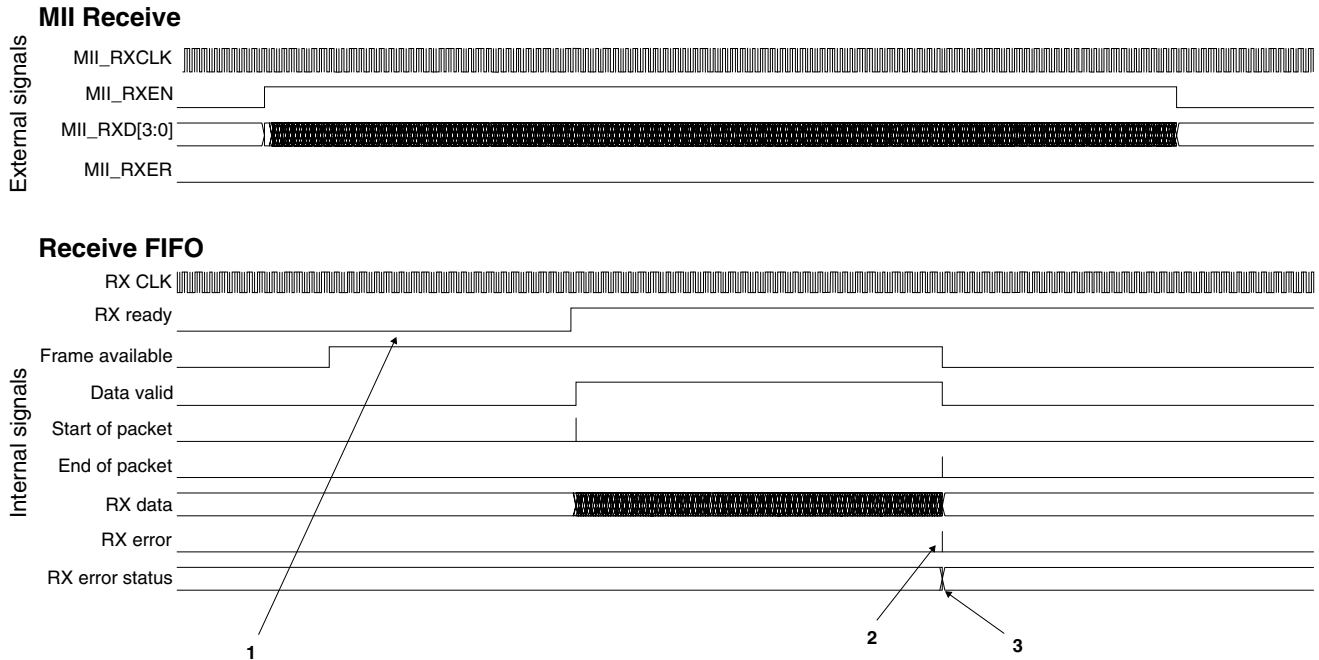 MII Receive
External signals
MII_RXCLK
MII_RXEN
MII_RXD[3:0]
MII_RXER
Receive FIFO
Internal signals
RX CLK
RX ready
Frame available
Data valid
Start of packet
End of packet
RX data
RX error
RX error status
1
2
3